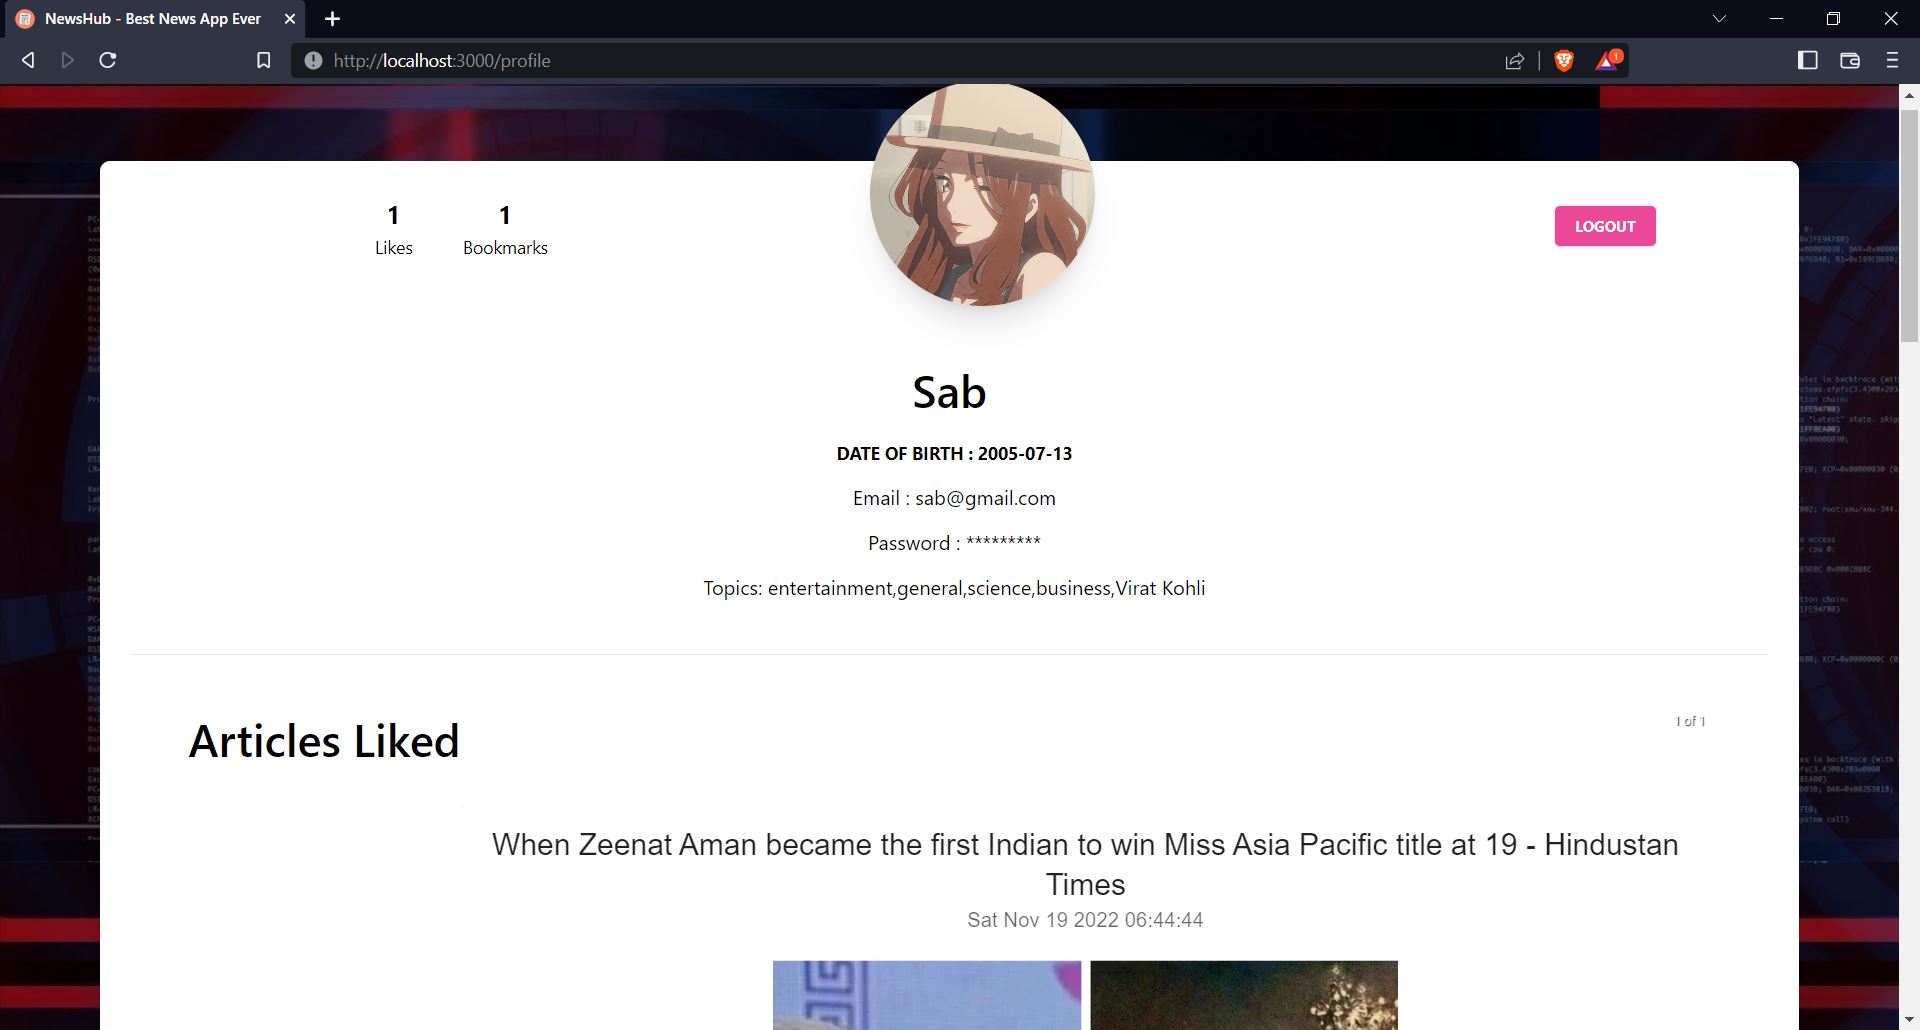 NewsHub - Best News App Ever
http://localhost:3000/profile
1
1 1
Likes Bookmarks
LOGOUT
Sab
DATE OF BIRTH : 2005-07-13
Email : sab@gmail.com
Password : *********
Topics: entertainment,general,science,business,Virat Kohli
Articles Liked
1 of 1
When Zeenat Aman became the first Indian to win Miss Asia Pacific title at 19 - Hindustan
Times
Sat Nov 19 2022 06:44:44